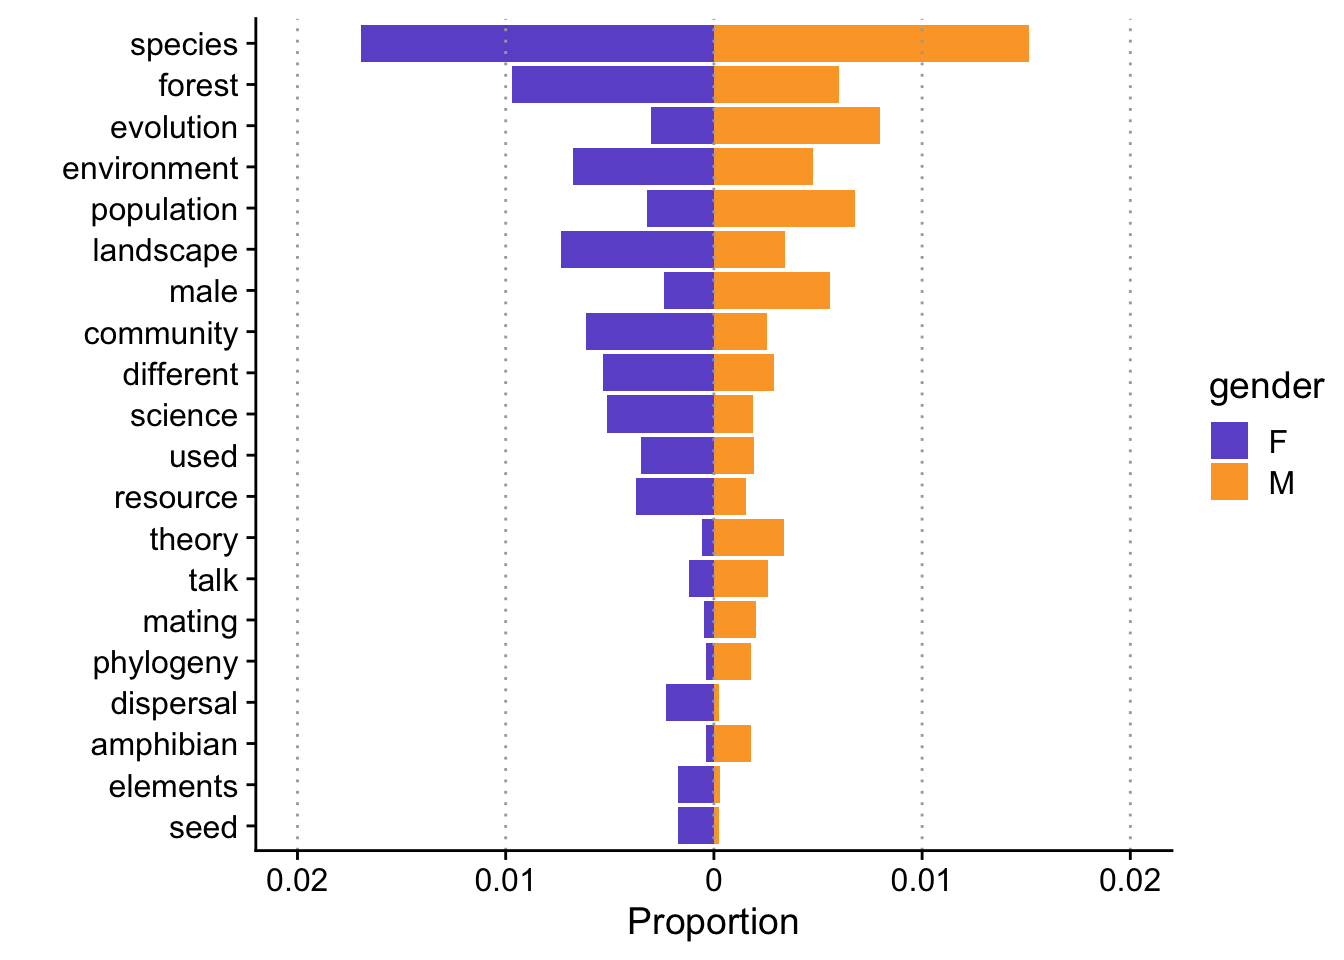 species
forest
evolution
environment
population
landscape
male
community
different
science
used
resource
theory
talk
mating
phylogeny
dispersal
amphibian
elements
seed
0.02 0.01 0 0.01 0.02
Proportion
gender
F
M